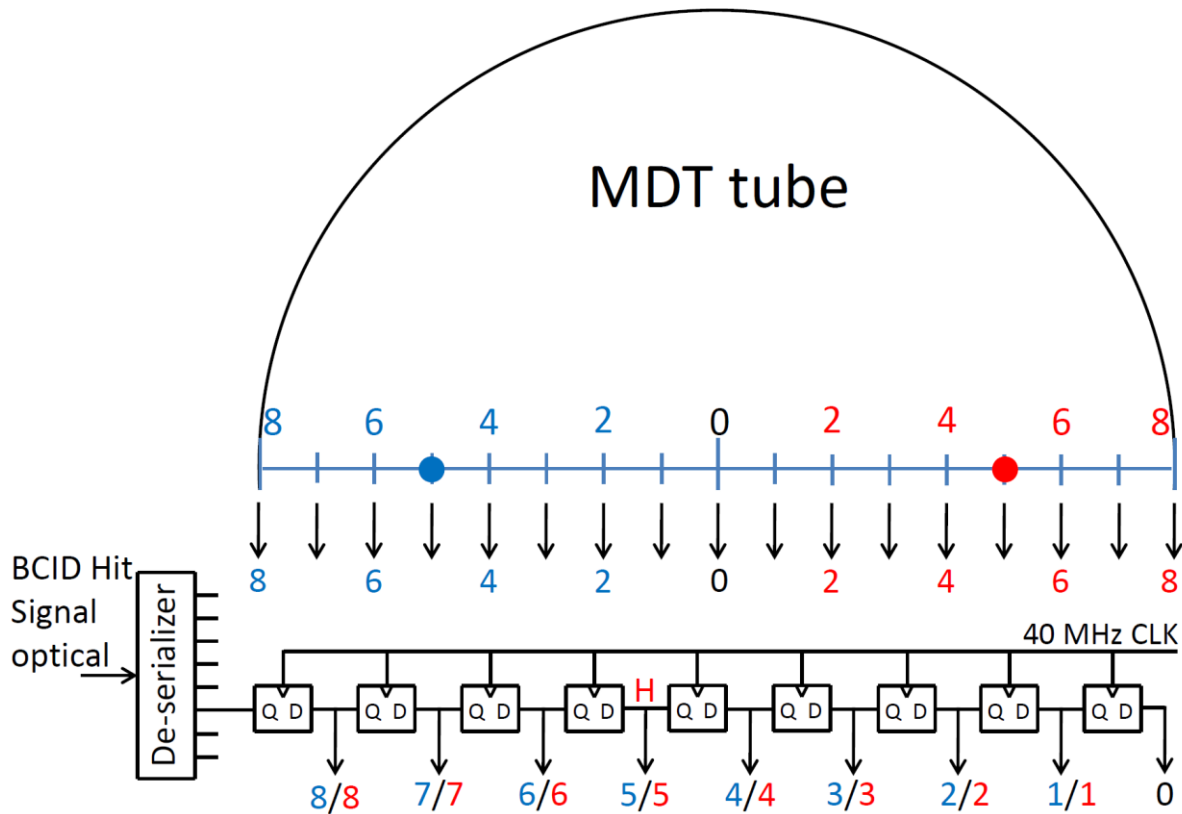 MDT tube
8 6 4 2 0 2 4 6 8
8 6 4 2 0 2 4 6 8
BCID Hit
Signal
optical
De-serializer
40 MHz CLK
H
Q D Q D Q D Q D Q D Q D Q D Q D Q D
8/8 7/7 6/6 5/5 4/4 3/3 2/2 1/1 0